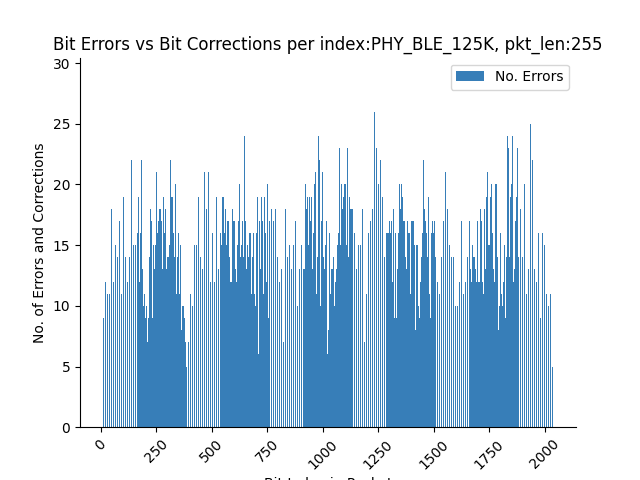 Bit Errors vs Bit Corrections per index:PHY_BLE_125K, pkt_len:255
No. Errors
No. of Errors and Corrections
30
25
20
15
10
5
0
0 250 500 750 1000 1250 1500 1750 2000